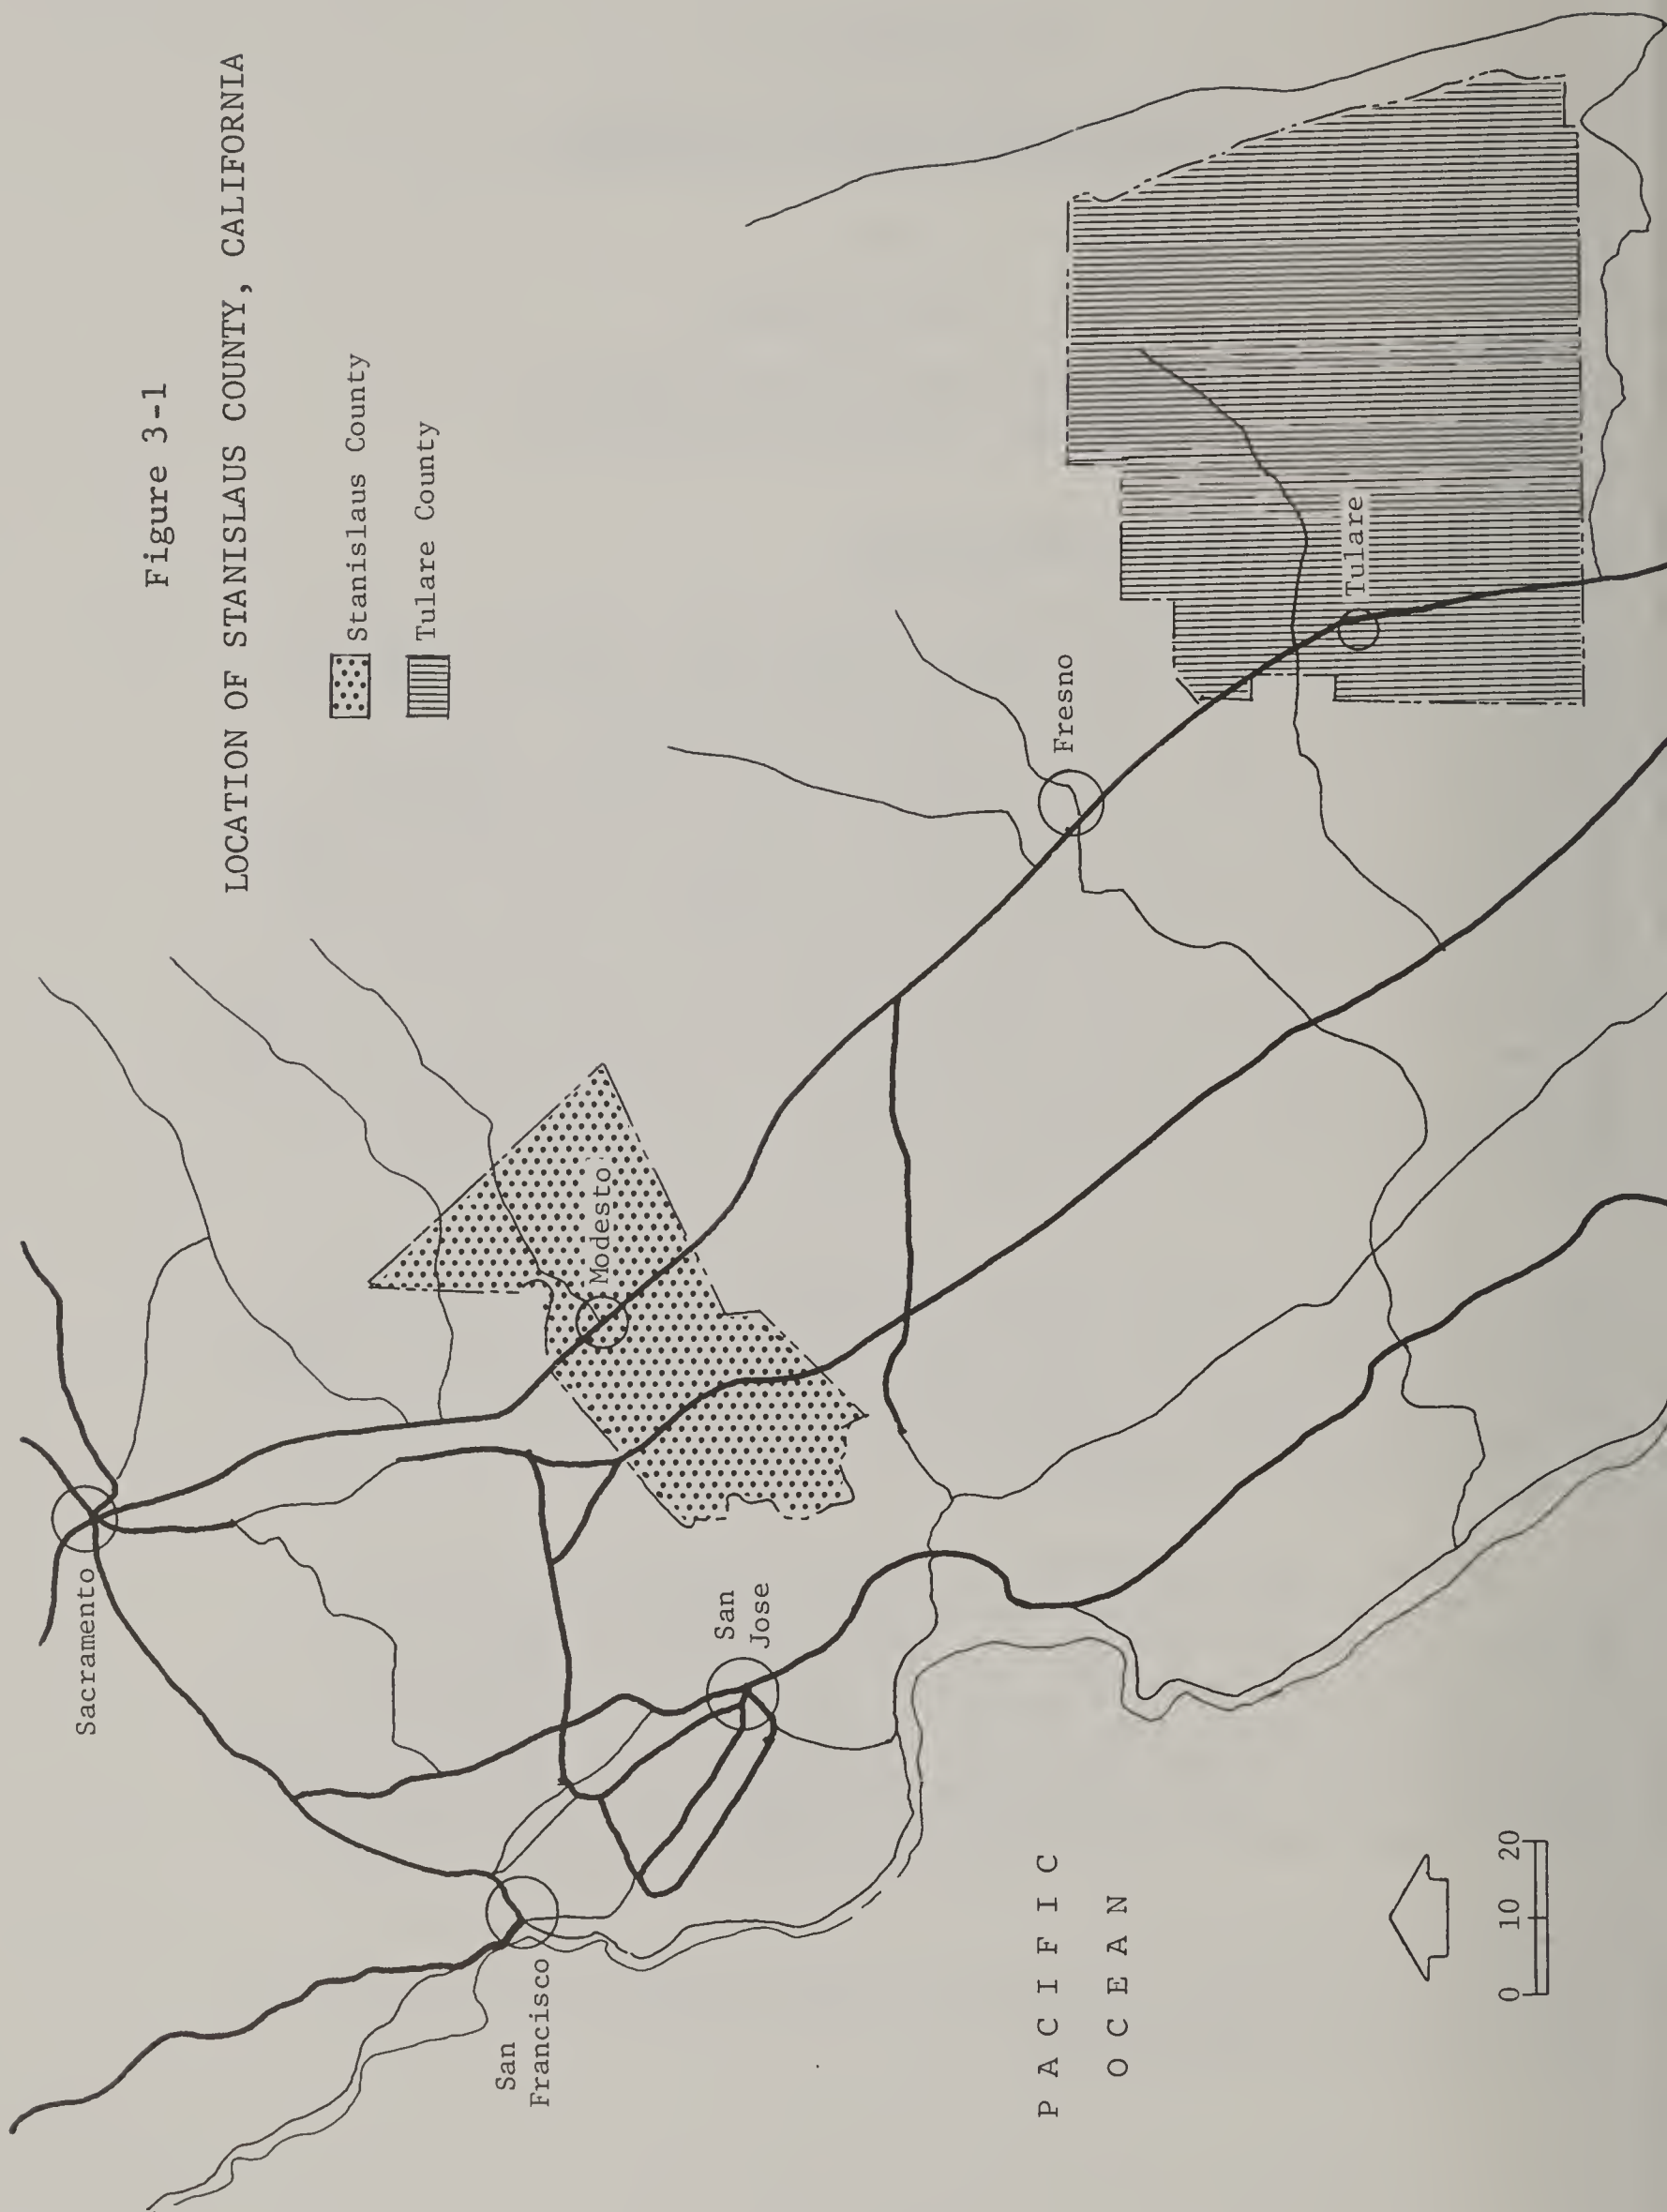 Figure 3-1
LOCATION OF STANISLAUS COUNTY, CALIFORNIA
Stanislaus County
Tulare County
Sacramento
Modesto
San
Francisco
San
Jose
Fresno
Tulare
PACIFIC
OCEAN
0 10 20